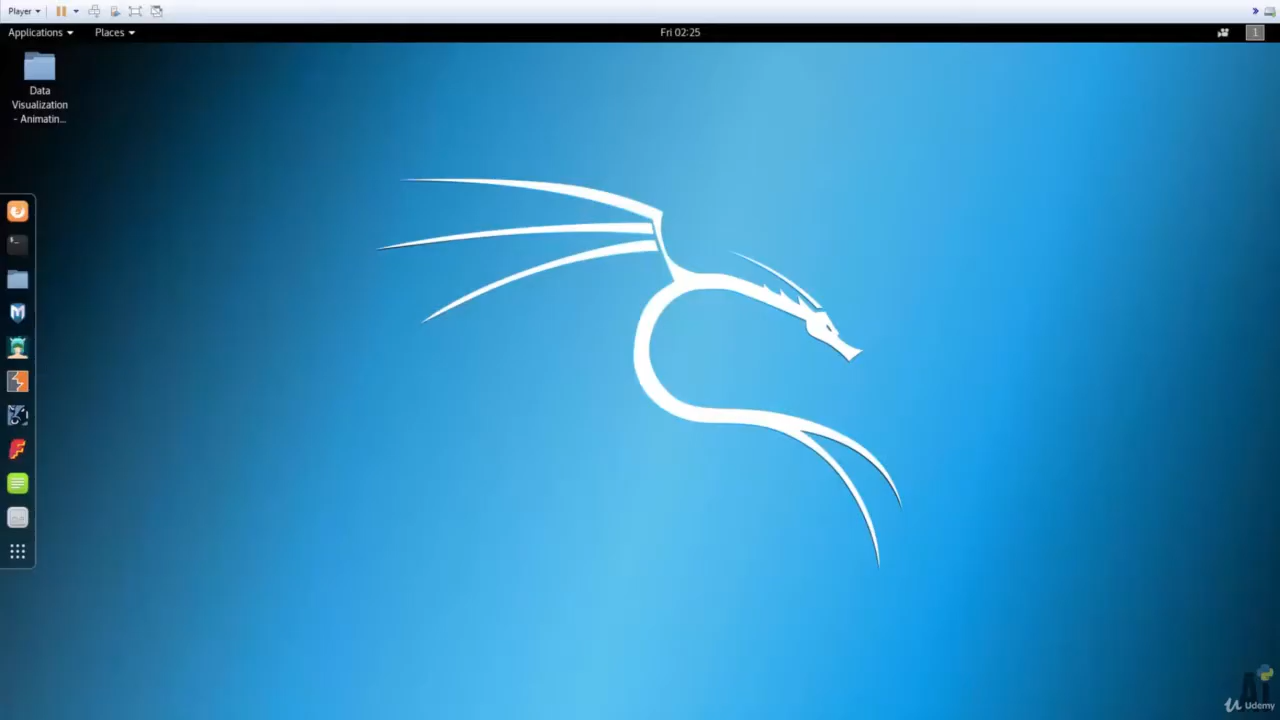 Player
Applications
Places
Fri 02:25
1
Data
Visualization
- Animatin...
Udemy